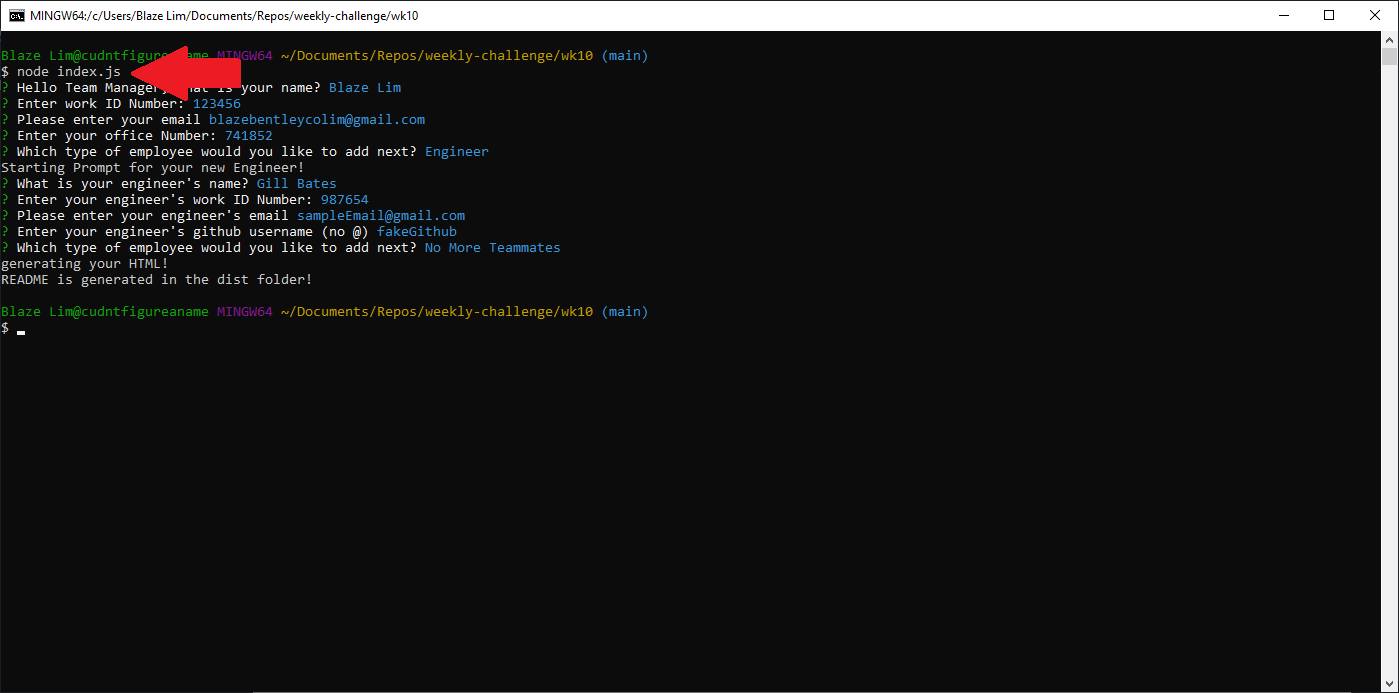 MINGW64:/c/Users/Blaze Lim/Documents/Repos/weekly-challenge/wk10
Blaze Lim@cudntfigureaname MINGW64 ~/Documents/Repos/weekly-challenge/wk10 (main)
$ node index.js
? Hello Team Manager, what is your name? Blaze Lim
? Enter work ID Number: 123456
? Please enter your email blazebentleycolim@gmail.com
? Enter your office Number: 741852
? Which type of employee would you like to add next? Engineer
Starting Prompt for your new Engineer!
? What is your engineer's name? Gill Bates
? Enter your engineer's work ID Number: 987654
? Please enter your engineer's email sampleEmail@gmail.com
? Enter your engineer's github username (no @) fakeGithub
? Which type of employee would you like to add next? No More Teammates
generating your HTML!
README is generated in the dist folder!
Blaze Lim@cudntfigureaname MINGW64 ~/Documents/Repos/weekly-challenge/wk10 (main)
$